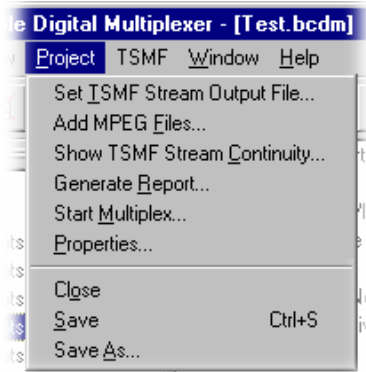 le Digital Multiplexer - [Test.bcdm]
Project TSMF Window Help
Set TSMF Stream Output File...
Add MPEG Files...
Show TSMF Stream Continuity...
Generate Report...
Start Multiplex...
Properties...
Close
Save Ctrl+S
Save As...